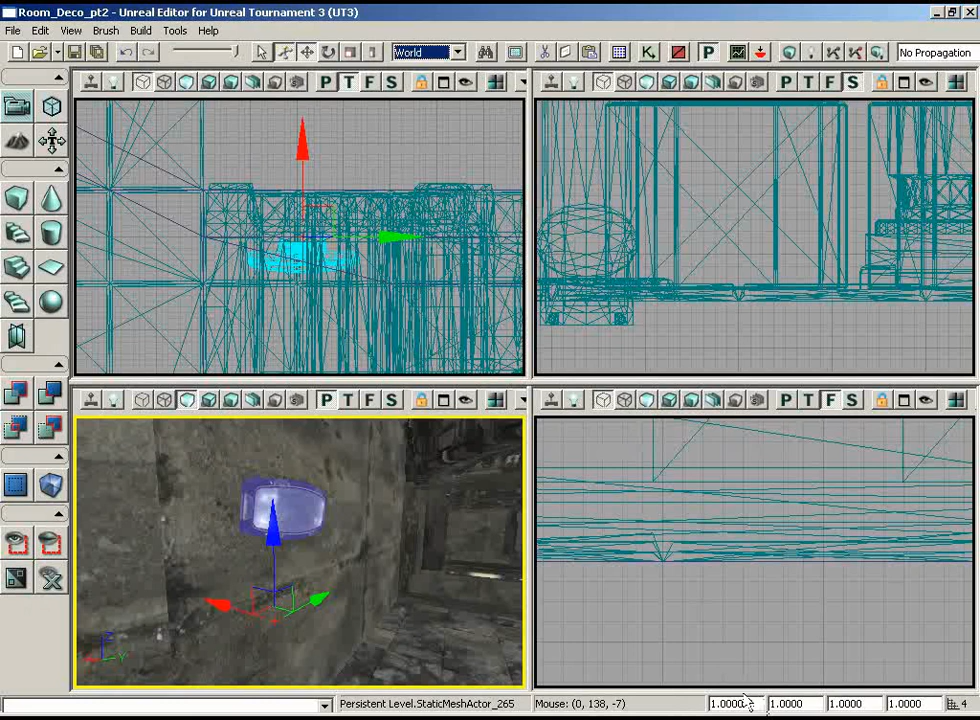 Room_Deco_pt2 - Unreal Editor for Unreal Tournament 3 (UT3)
File Edit View Brush Build Tools Help
World
P
No Propagation
P T F S
P T F S
P T F S
P T F S
Z
X Y
Persistent Level.StaticMeshActor_265
Mouse: (0, 138, -7)
1.0000 1.0000 1.0000 1.0000
4